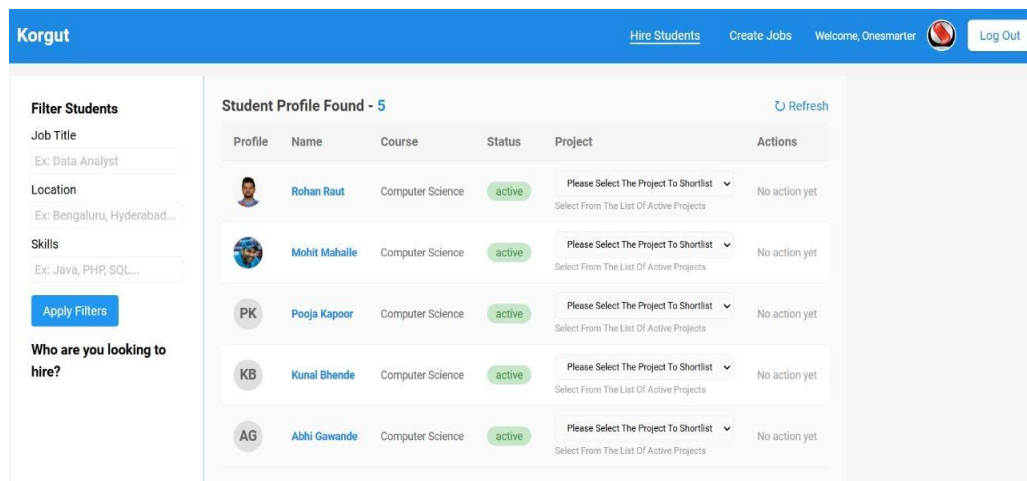 Korgut
Hire Students
Create Jobs
Welcome, Onesmarter
Log Out
Filter Students
Job Title
Ex: Data Analyst
Location
Ex: Bengaluru, Hyderabad...
Skills
Ex: Java, PHP, SQL...
Apply Filters
Who are you looking to
hire?
Student Profile Found - 5
Refresh
Profile Name Course Status Project Actions
Rohan Raut Computer Science active Please Select The Project To Shortlist No action yet
Select From The List Of Active Projects
Mohit Mahalle Computer Science active Please Select The Project To Shortlist No action yet
Select From The List Of Active Projects
PK Pooja Kapoor Computer Science active Please Select The Project To Shortlist No action yet
Select From The List Of Active Projects
KB Kunal Bhende Computer Science active Please Select The Project To Shortlist No action yet
Select From The List Of Active Projects
AG Abhi Gawande Computer Science active Please Select The Project To Shortlist No action yet
Select From The List Of Active Projects